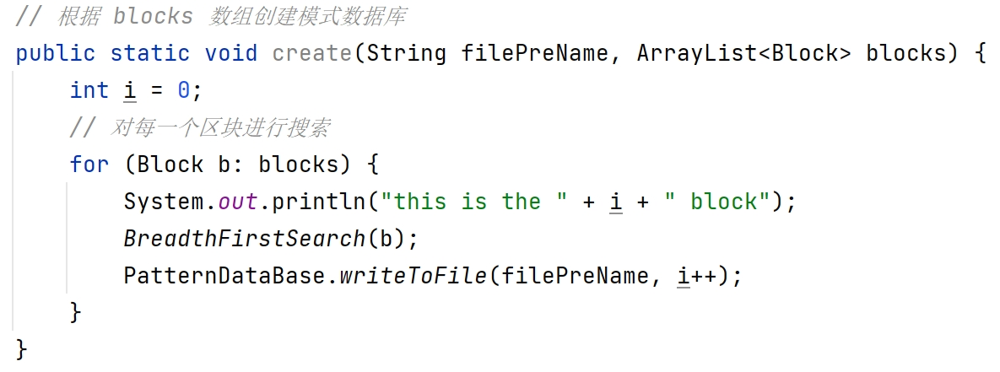 // 根据 blocks 数组创建模式数据库
public static void create(String filePreName, ArrayList<Block> blocks) {
    int i = 0;
    // 对每一个区块进行搜索
    for (Block b: blocks) {
        System.out.println("this is the " + i + " block");
        BreadthFirstSearch(b);
        PatternDataBase.writeToFile(filePreName, i++);
    }
}